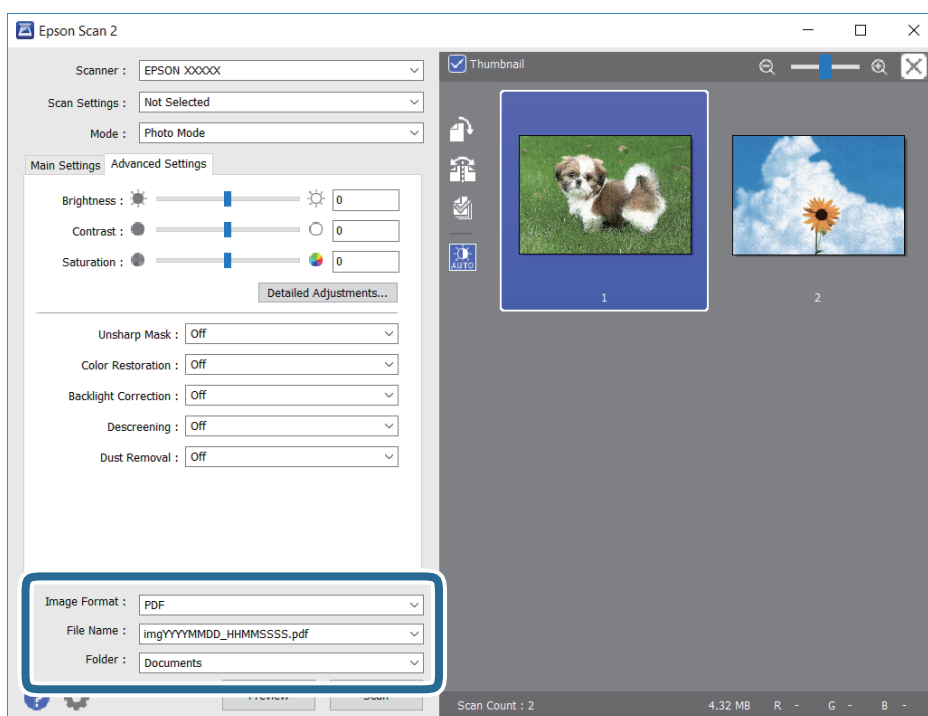 Epson Scan 2
Scanner : EPSON XXXXX
Scan Settings : Not Selected
Mode : Photo Mode
Main Settings Advanced Settings
Brightness : 0
Contrast : 0
Saturation : 0
Detailed Adjustments...
Unsharp Mask : Off
Color Restoration : Off
Backlight Correction : Off
Descreening : Off
Dust Removal : Off
Image Format : PDF
File Name : imgYYYYMMDD_HHMMSSSS.pdf
Folder : Documents
Preview Scan
Thumbnail
AUTO
1 2
Scan Count : 2 4.32 MB R - G - B -